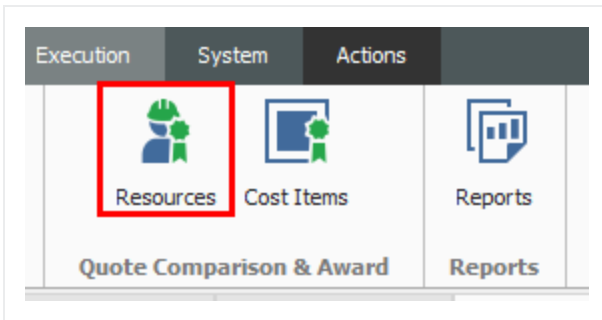 Execution System Actions
Resources Cost Items Reports
Quote Comparison & Award Reports